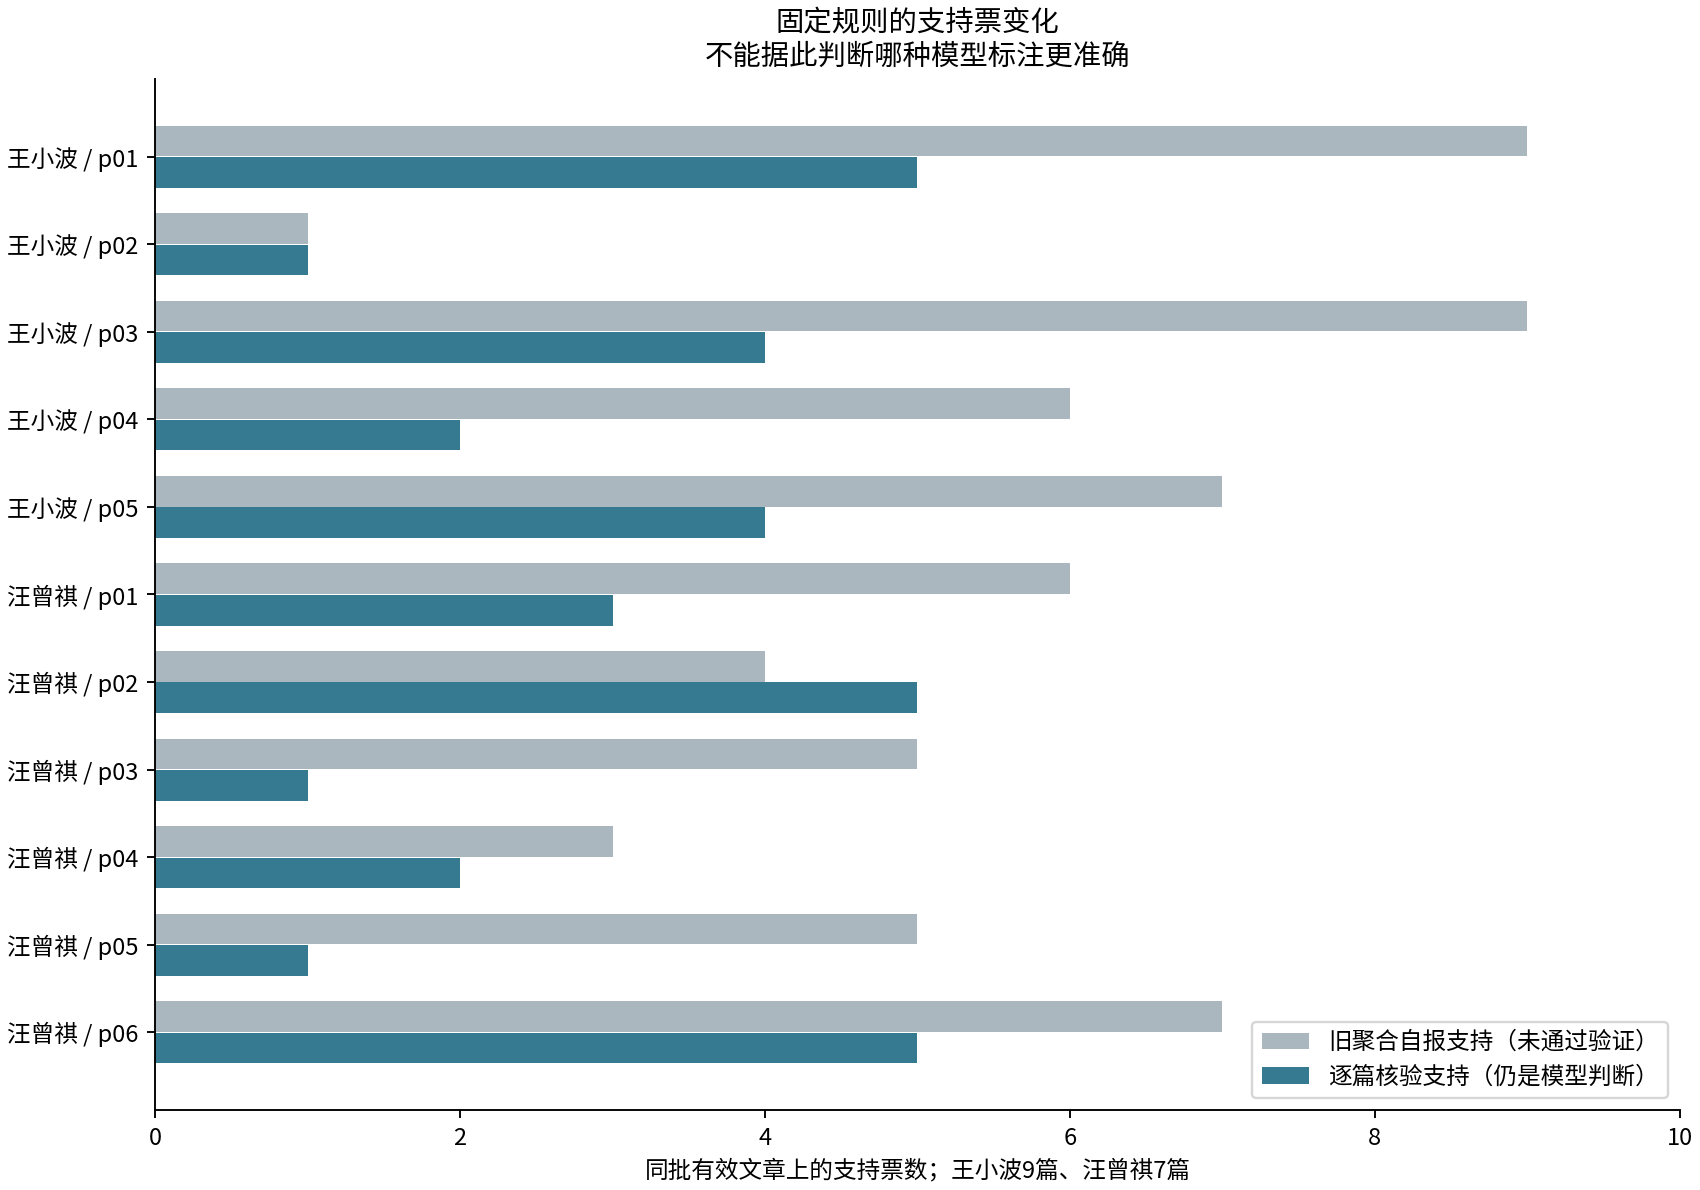 固定规则的支持票变化
不能据此判断哪种模型标注更准确
王小波 / p01
王小波 / p02
王小波 / p03
王小波 / p04
王小波 / p05
汪曾祺 / p01
汪曾祺 / p02
汪曾祺 / p03
汪曾祺 / p04
汪曾祺 / p05
汪曾祺 / p06
旧聚合自报支持（未通过验证）
逐篇核验支持（仍是模型判断）
0 2 4 6 8 10
同批有效文章上的支持票数；王小波9篇、汪曾祺7篇